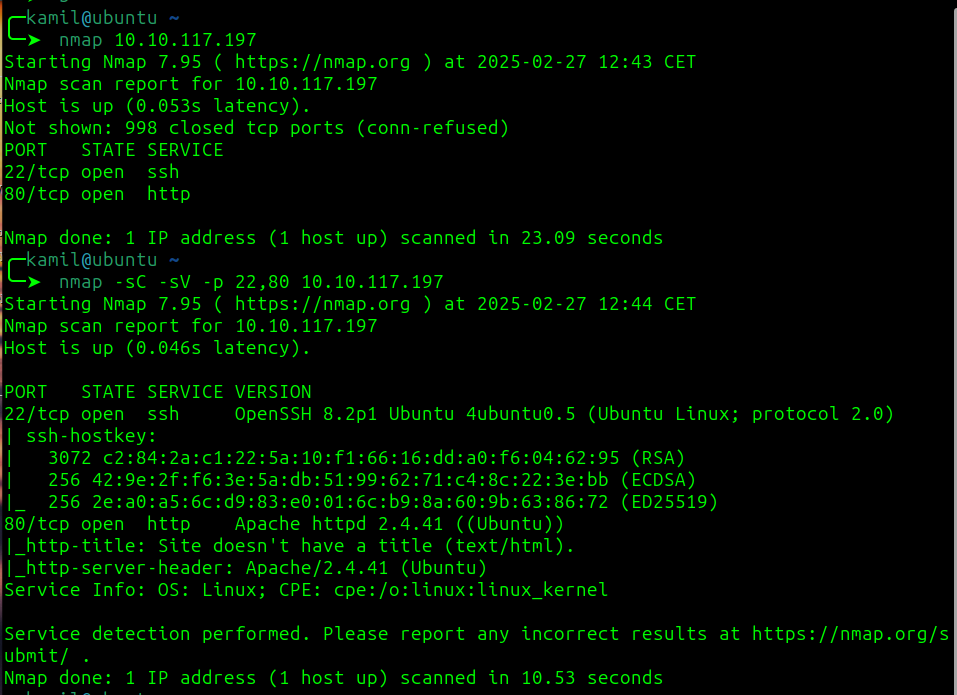 kamil@ubuntu ~
➤ nmap 10.10.117.197
Starting Nmap 7.95 ( https://nmap.org ) at 2025-02-27 12:43 CET
Nmap scan report for 10.10.117.197
Host is up (0.053s latency).
Not shown: 998 closed tcp ports (conn-refused)
PORT   STATE SERVICE
22/tcp open  ssh
80/tcp open  http
Nmap done: 1 IP address (1 host up) scanned in 23.09 seconds
kamil@ubuntu ~
➤ nmap -sC -sV -p 22,80 10.10.117.197
Starting Nmap 7.95 ( https://nmap.org ) at 2025-02-27 12:44 CET
Nmap scan report for 10.10.117.197
Host is up (0.046s latency).
PORT   STATE SERVICE VERSION
22/tcp open  ssh     OpenSSH 8.2p1 Ubuntu 4ubuntu0.5 (Ubuntu Linux; protocol 2.0)
| ssh-hostkey:
|   3072 c2:84:2a:c1:22:5a:10:f1:66:16:dd:a0:f6:04:62:95 (RSA)
|   256 42:9e:2f:f6:3e:5a:db:51:99:62:71:c4:8c:22:3e:bb (ECDSA)
|_  256 2e:a0:a5:6c:d9:83:e0:01:6c:b9:8a:60:9b:63:86:72 (ED25519)
80/tcp open  http    Apache httpd 2.4.41 ((Ubuntu))
|_http-title: Site doesn't have a title (text/html).
|_http-server-header: Apache/2.4.41 (Ubuntu)
Service Info: OS: Linux; CPE: cpe:/o:linux:linux_kernel
Service detection performed. Please report any incorrect results at https://nmap.org/s
ubmit/ .
Nmap done: 1 IP address (1 host up) scanned in 10.53 seconds